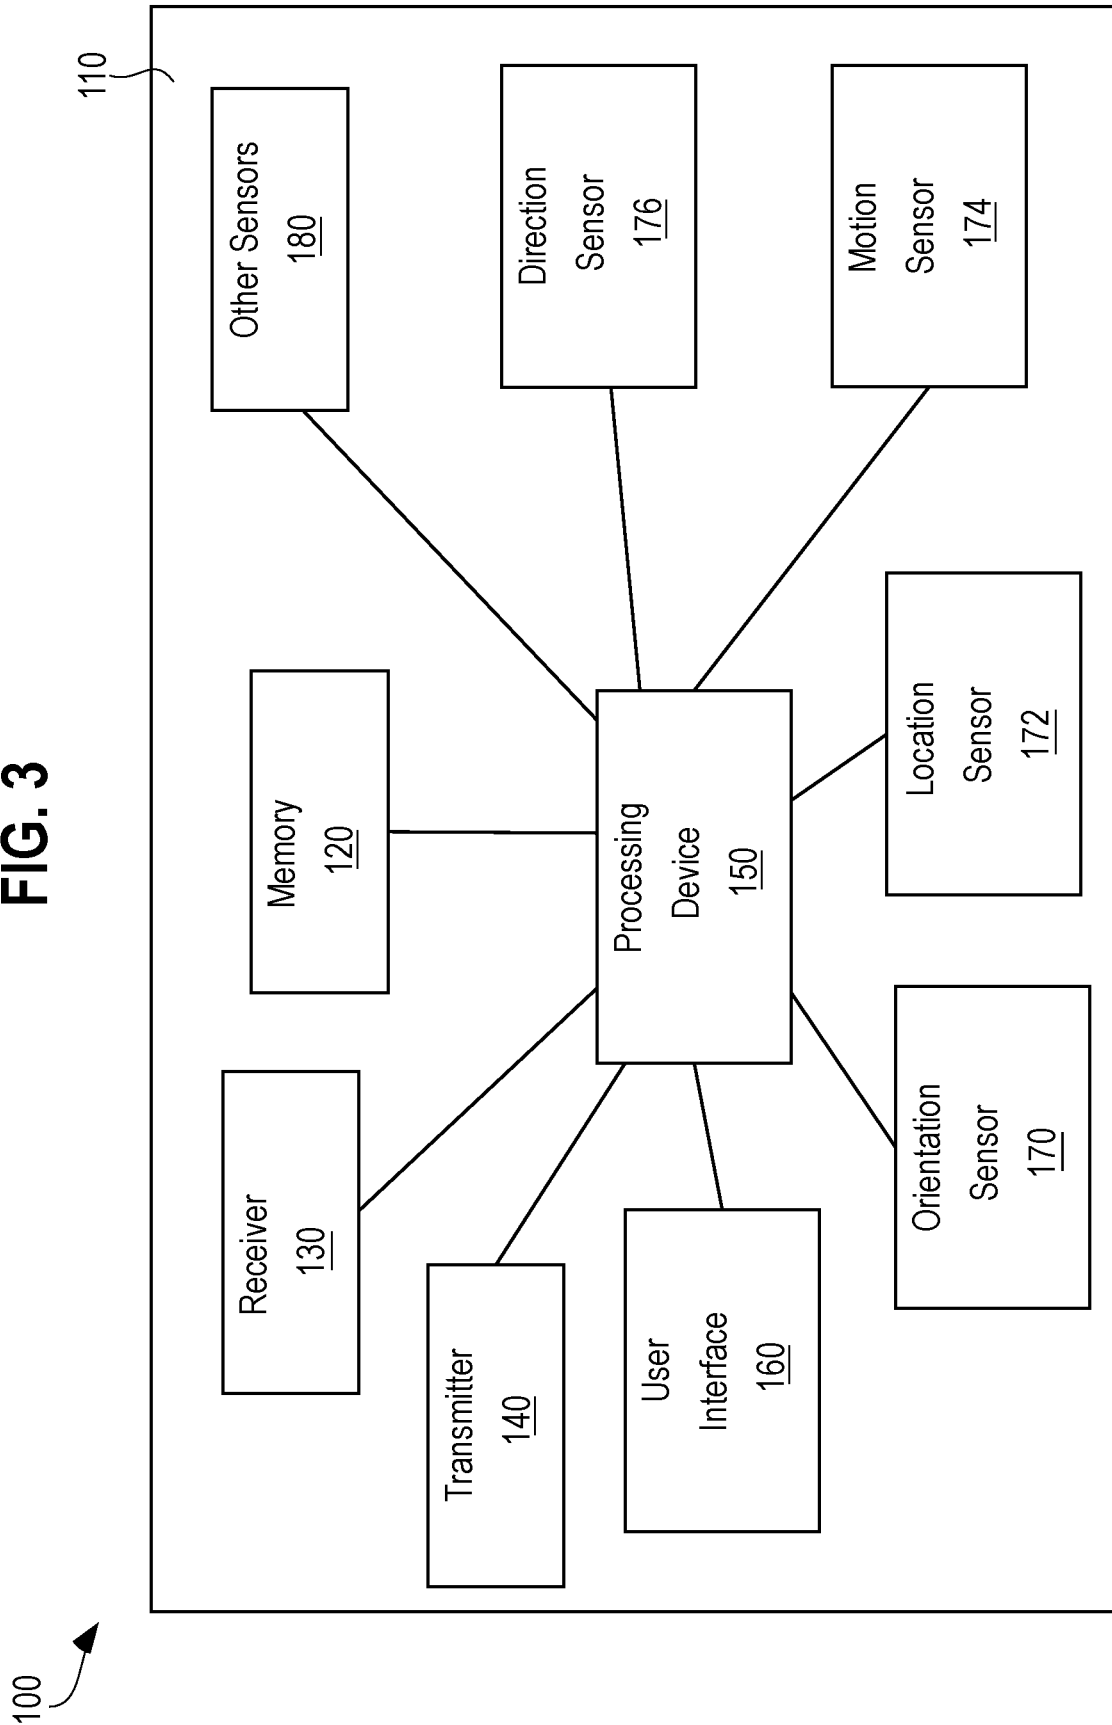 FIG. 3
100
110
Receiver
130
Memory
120
Other Sensors
180
Transmitter
140
Direction
Sensor
176
User
Interface
160
Processing
Device
150
Motion
Sensor
174
Orientation
Sensor
170
Location
Sensor
172